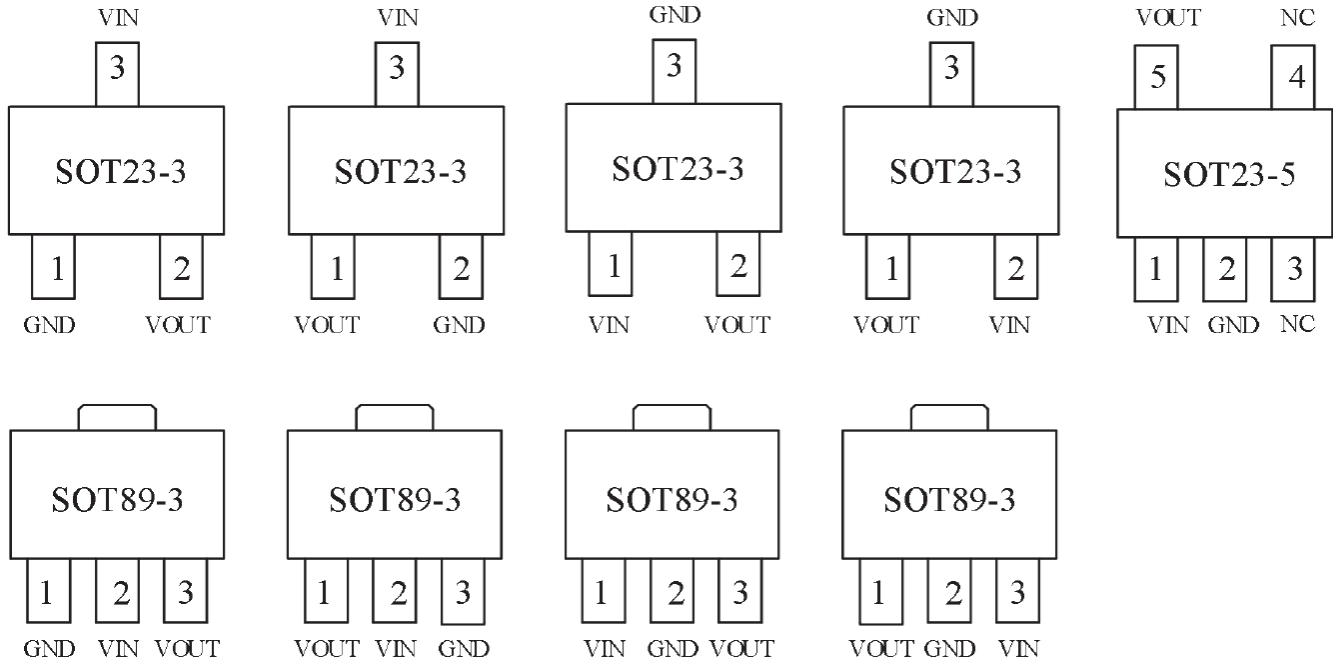 VIN VIN GND GND VOUT NC
3 3 3 3 5 4
SOT23-3 SOT23-3 SOT23-3 SOT23-3 SOT23-5
1 2 1 2 1 2 1 2 1 2 3
GND VOUT VOUT GND VIN VOUT VOUT VIN VIN GND NC
SOT89-3 SOT89-3 SOT89-3 SOT89-3
1 2 3 1 2 3 1 2 3 1 2 3
GND VIN VOUT VOUT VIN GND VIN GND VOUT VOUT GND VIN